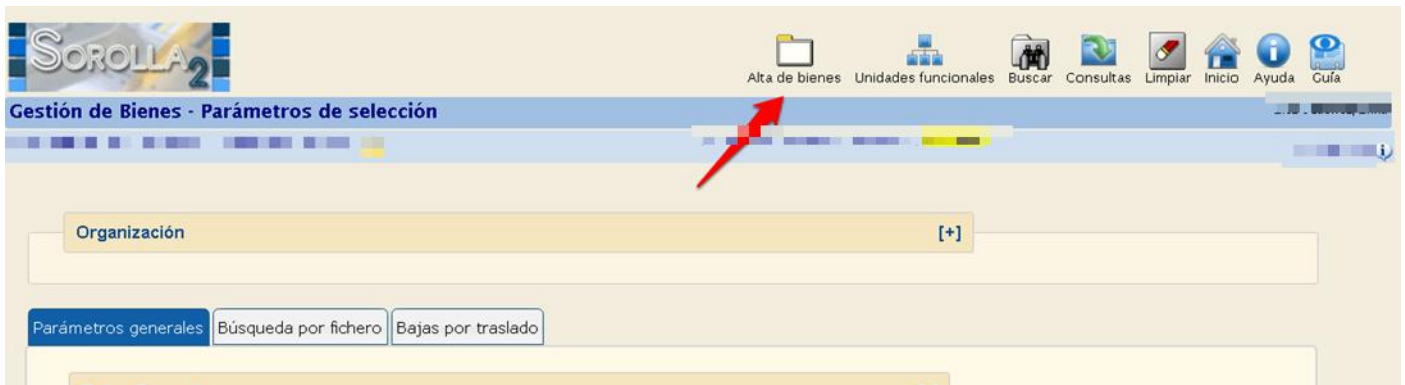 SOROLLA2
Alta de bienes Unidades funcionales Buscar Consultas Limpiar Inicio Ayuda Guía
Gestión de Bienes - Parámetros de selección
Organización [+]
Parámetros generales Búsqueda por fichero Bajas por traslado